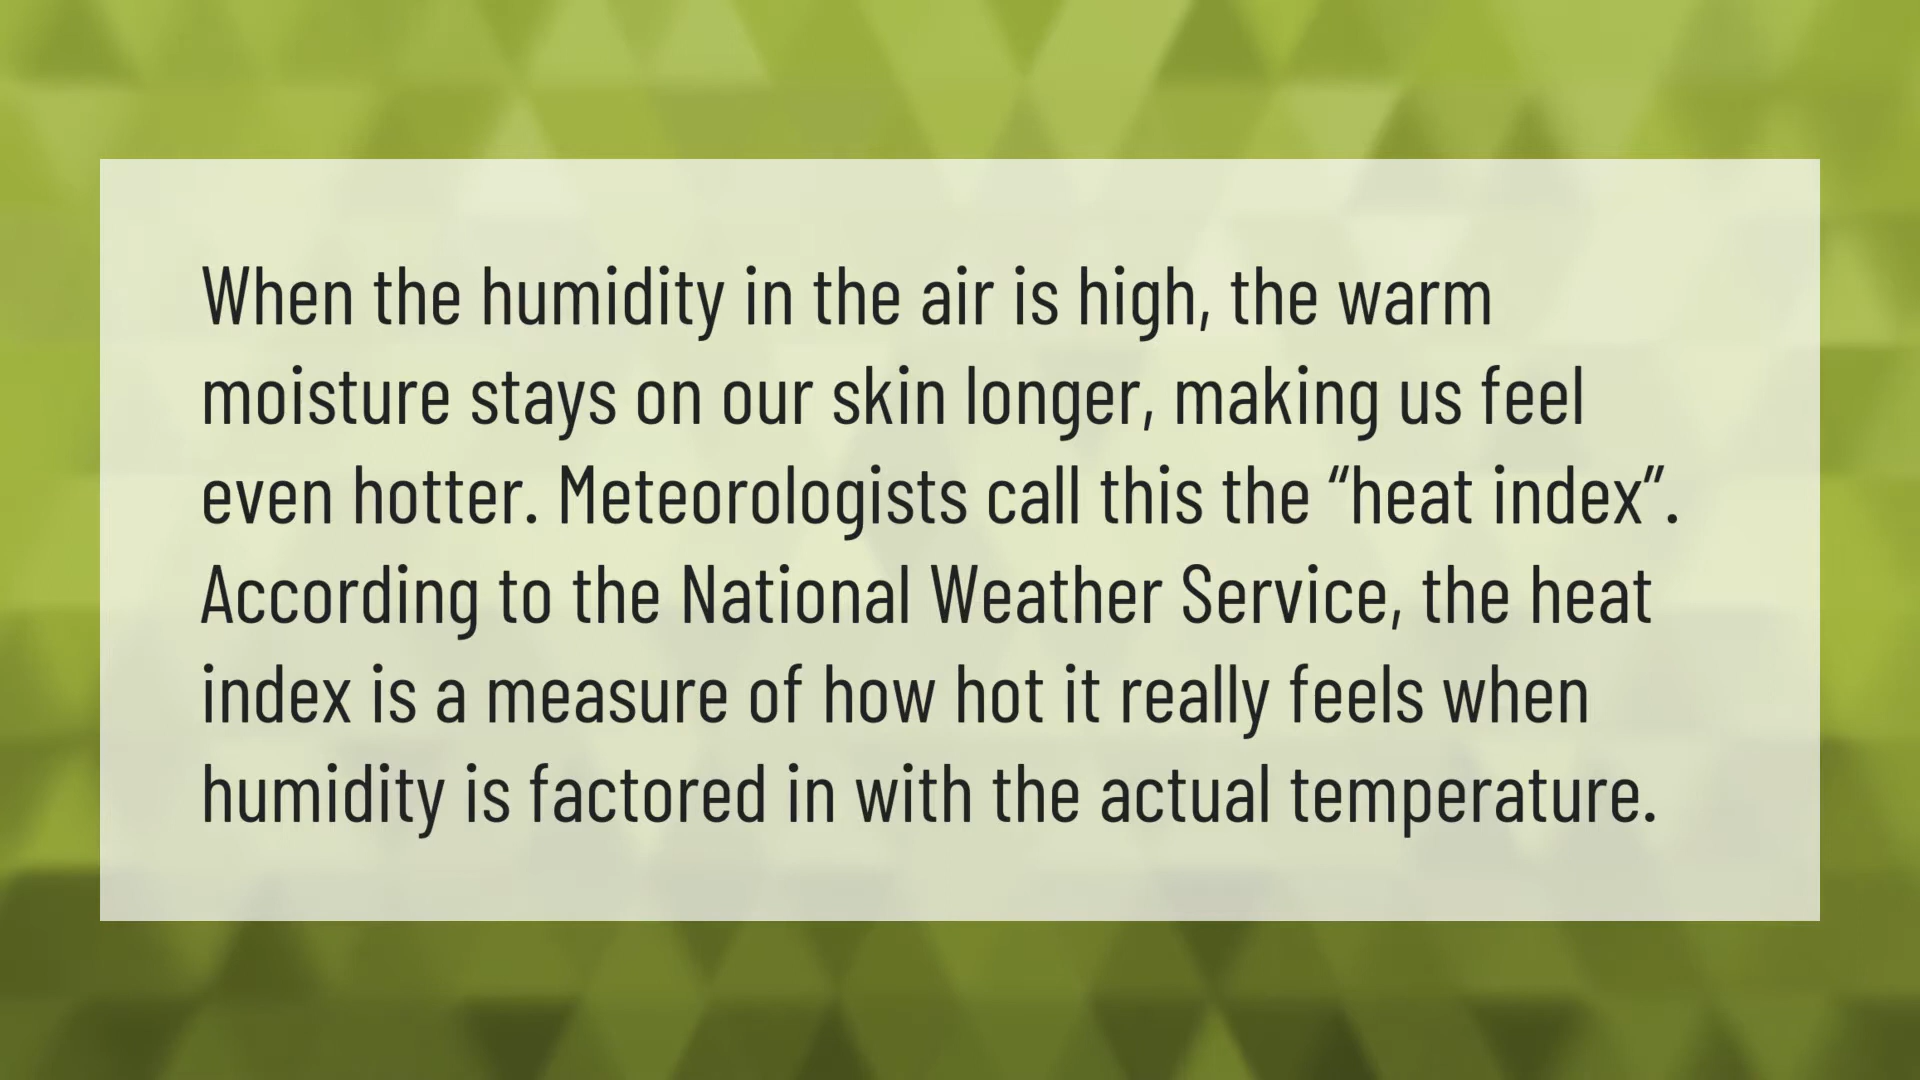 When the humidity in the air is high, the warm
moisture stays on our skin longer, making us feel
even hotter. Meteorologists call this the “heat index”.
According to the National Weather Service, the heat
index is a measure of how hot it really feels when
humidity is factored in with the actual temperature.